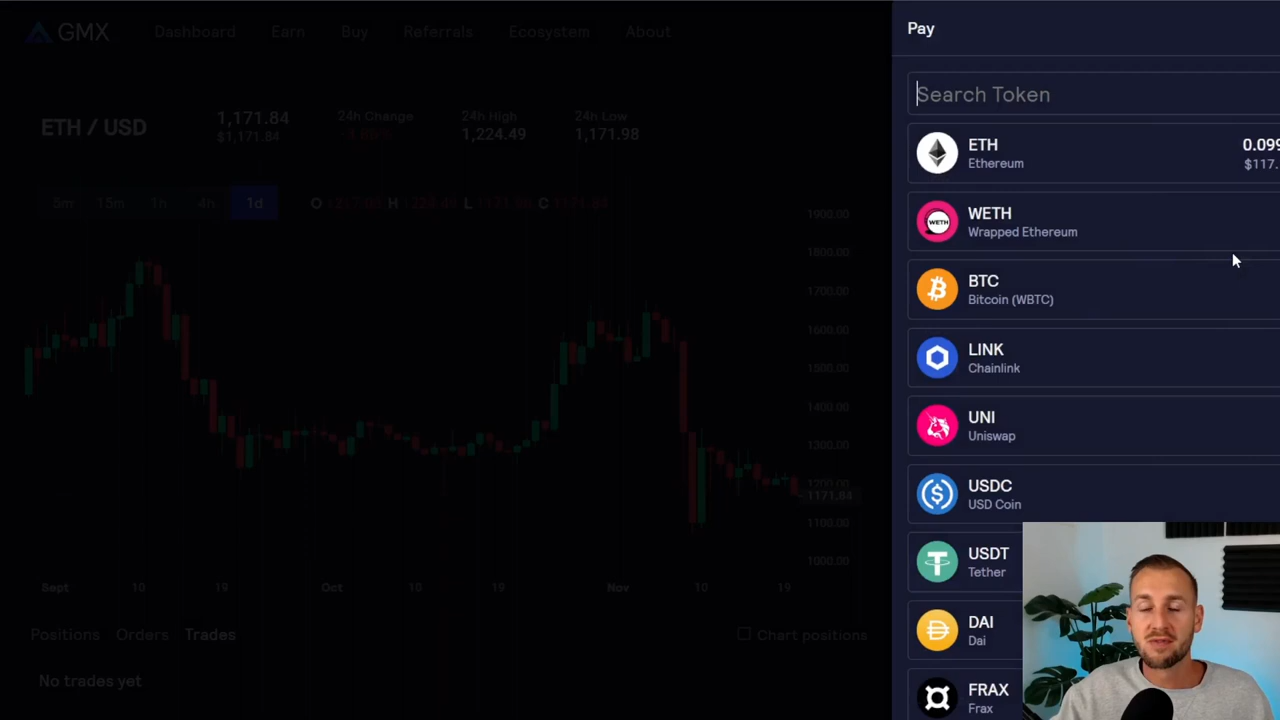 GMX
Dashboard
Earn
Buy
Referrals
Ecosystem
About
ETH / USD
1,171.84
$1,171.84
24h Change
24h High
1,224.49
24h Low
1,171.98
5m
15m
1h
4h
1d
O
H
L
C
1900.00
1800.00
1700.00
1600.00
1500.00
1400.00
1300.00
1200.00
1171.84
1100.00
1000.00
Sept
10
19
Oct
10
19
Nov
10
19
Positions
Orders
Trades
Chart positions
No trades yet
Pay
Search Token
ETH
Ethereum
0.099
$117.
WETH
WETH
Wrapped Ethereum
BTC
Bitcoin (WBTC)
LINK
Chainlink
UNI
Uniswap
USDC
USD Coin
USDT
Tether
DAI
Dai
FRAX
Frax